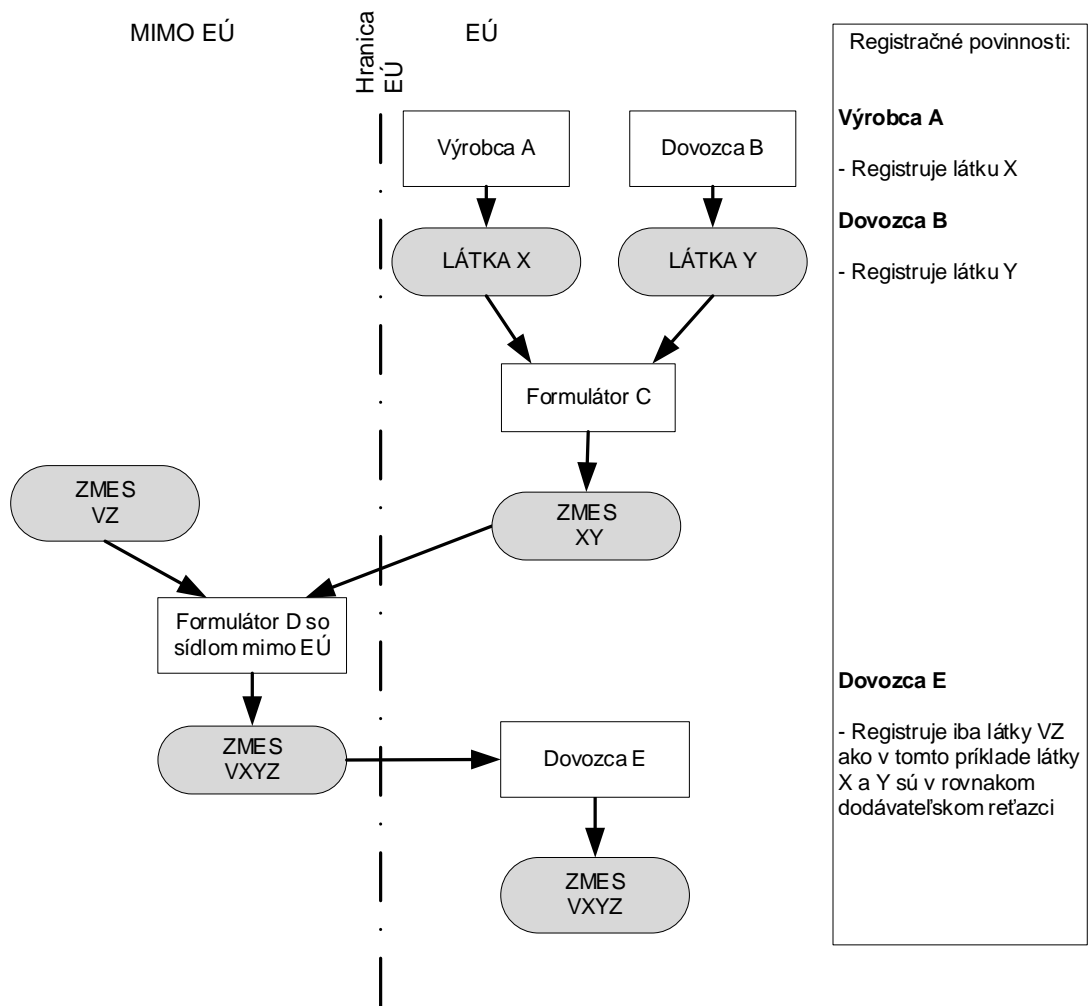 MIMO EÚ
Hranica
EÚ
EÚ
Výrobca A
Dovozca B
LÁTKA X
LÁTKA Y
Formulátor C
ZMES
VZ
ZMES
XY
Formulátor D so
sídlom mimo EÚ
ZMES
VXYZ
Dovozca E
ZMES
VXYZ
Registračné povinnosti:
Výrobca A
- Registruje látku X
Dovozca B
- Registruje látku Y
Dovozca E
- Registruje iba látky VZ
ako v tomto príklade látky
X a Y sú v rovnakom
dodávateľskom reťazci